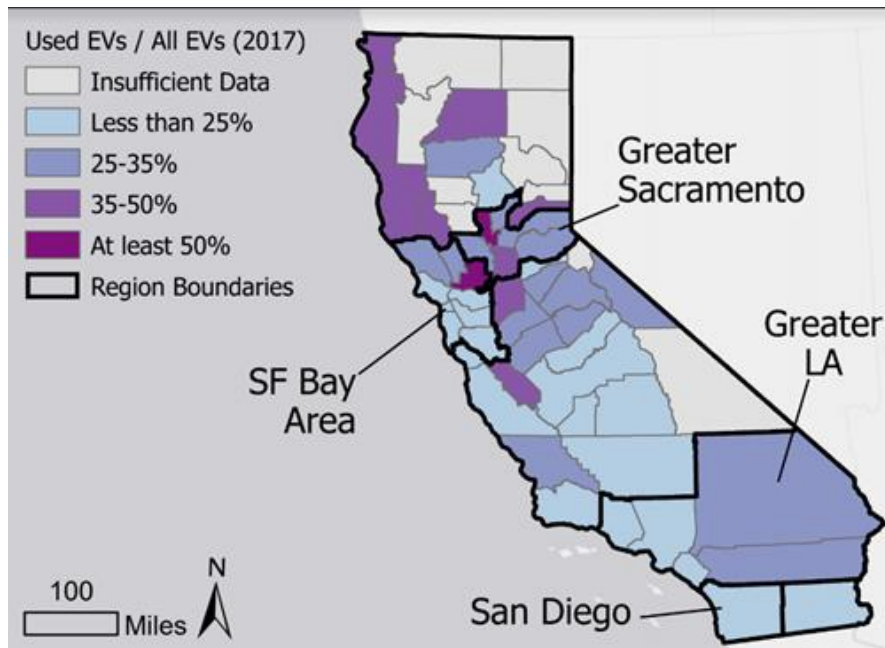 Used EVs / All EVs (2017)
Insufficient Data
Less than 25%
25-35%
35-50%
At least 50%
Region Boundaries
Greater
Sacramento
Greater
LA
SF Bay
Area
San Diego
100
Miles
N